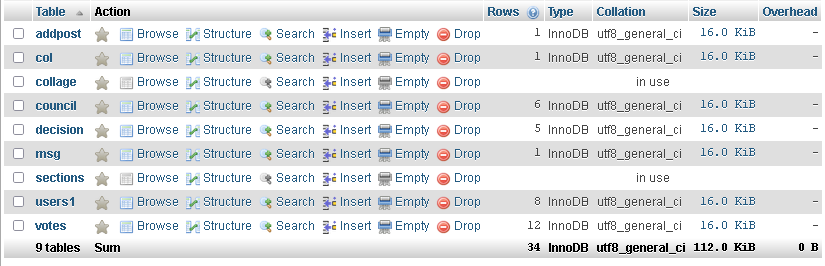 Table Action Rows Type Collation Size Overhead
addpost Browse Structure Search Insert Empty Drop 1 InnoDB utf8_general_ci 16.0 KiB -
col Browse Structure Search Insert Empty Drop 1 InnoDB utf8_general_ci 16.0 KiB -
collage Browse Structure Search Insert Empty Drop in use
council Browse Structure Search Insert Empty Drop 6 InnoDB utf8_general_ci 16.0 KiB -
decision Browse Structure Search Insert Empty Drop 5 InnoDB utf8_general_ci 16.0 KiB -
msg Browse Structure Search Insert Empty Drop 1 InnoDB utf8_general_ci 16.0 KiB -
sections Browse Structure Search Insert Empty Drop in use
users1 Browse Structure Search Insert Empty Drop 8 InnoDB utf8_general_ci 16.0 KiB -
votes Browse Structure Search Insert Empty Drop 12 InnoDB utf8_general_ci 16.0 KiB -
9 tables Sum 34 InnoDB utf8_general_ci 112.0 KiB 0 B